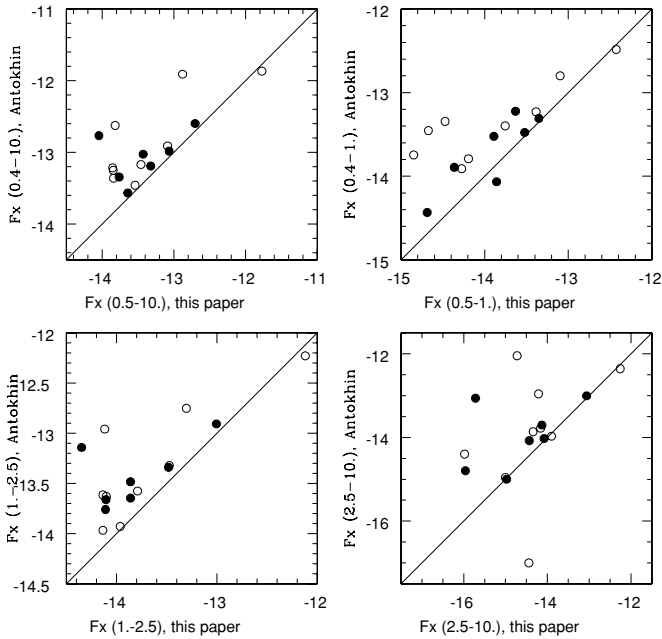 -11
-12
-13
-14
Fx (0.4-10.), Antokhin
-14 -13 -12 -11
Fx (0.5-10.), this paper
-12
-13
-14
-15
Fx (0.4-1.), Antokhin
-15 -14 -13 -12
Fx (0.5-1.), this paper
-12
-12.5
-13
-13.5
-14
-14.5
Fx (1.-2.5), Antokhin
-14 -13 -12
Fx (1.-2.5), this paper
-12
-14
-16
Fx (2.5-10.), Antokhin
-16 -14 -12
Fx (2.5-10.), this paper